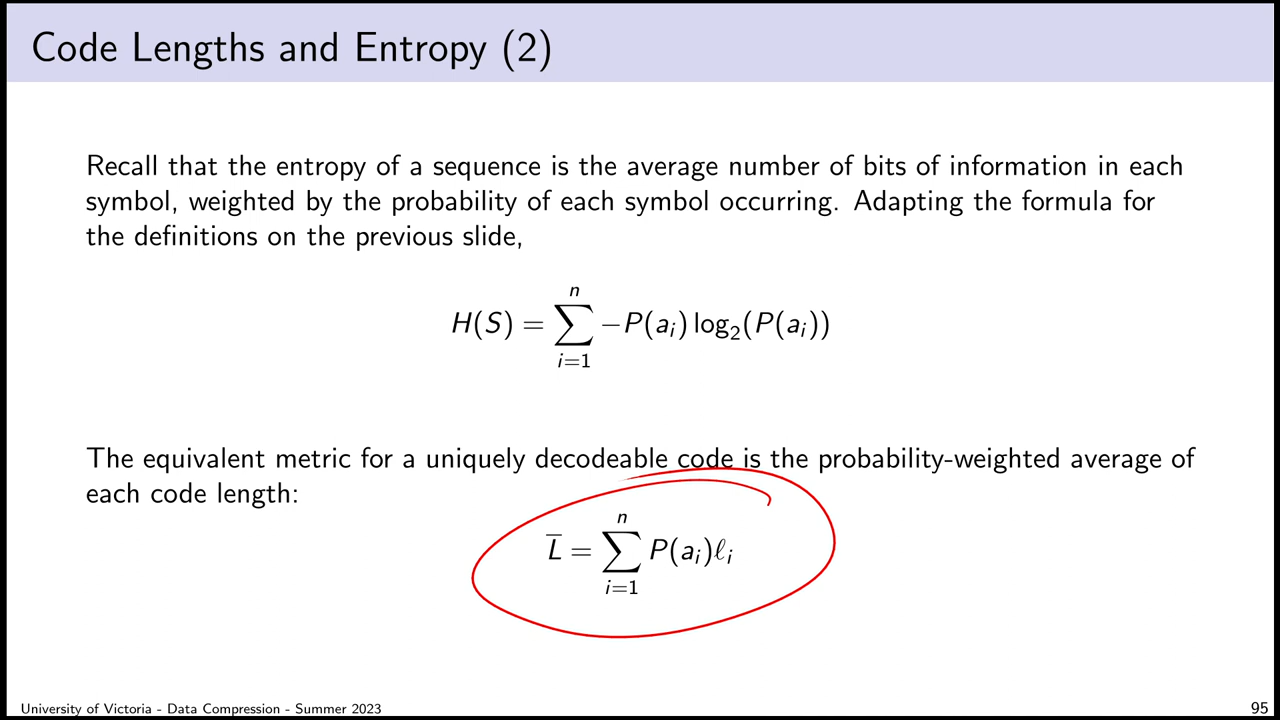 Code Lengths and Entropy (2)
Recall that the entropy of a sequence is the average number of bits of information in each
symbol, weighted by the probability of each symbol occurring. Adapting the formula for
the definitions on the previous slide,
H(S) = ∑_{i=1}^{n} −P(a_i) log_2(P(a_i))
The equivalent metric for a uniquely decodeable code is the probability-weighted average of
each code length:
L̅ = ∑_{i=1}^{n} P(a_i)ℓ_i
University of Victoria - Data Compression - Summer 2023
95